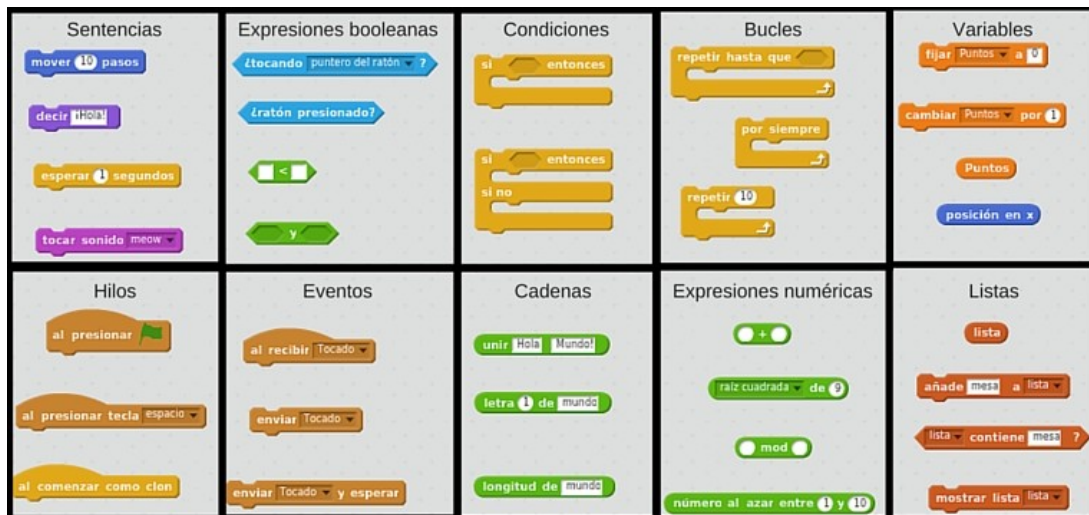 Sentencias
mover 10 pasos
decir ¡Hola!
esperar 1 segundos
tocar sonido meow
Expresiones booleanas
¿tocando puntero del ratón ?
¿ratón presionado?
<
y
Condiciones
si entonces
si entonces
si no
Bucles
repetir hasta que
por siempre
repetir 10
Variables
fijar Puntos a 0
cambiar Puntos por 1
Puntos
posición en x
Hilos
al presionar
al presionar tecla espacio
al comenzar como clon
Eventos
al recibir Tocado
enviar Tocado
enviar Tocado y esperar
Cadenas
unir Hola Mundo!
letra 1 de mundo
longitud de mundo
Expresiones numéricas
+
raíz cuadrada de 9
mod
número al azar entre 1 y 10
Listas
lista
añade mesa a lista
lista contiene mesa ?
mostrar lista lista